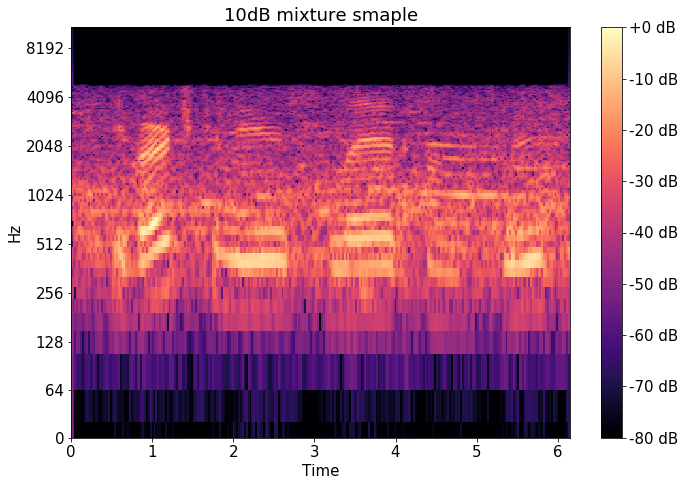 10dB mixture smaple
Hz
8192
4096
2048
1024
512
256
128
64
0
0 1 2 3 4 5 6
Time
+0 dB
-10 dB
-20 dB
-30 dB
-40 dB
-50 dB
-60 dB
-70 dB
-80 dB